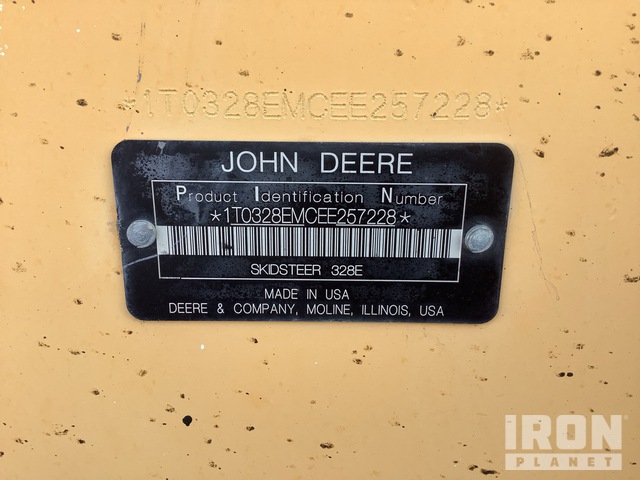 *1T0328EMCEE257228*
JOHN DEERE
Product Identification Number
*1T0328EMCEE257228*
SKIDSTEER 328E
MADE IN USA
DEERE & COMPANY, MOLINE, ILLINOIS, USA
IRON
PLANET